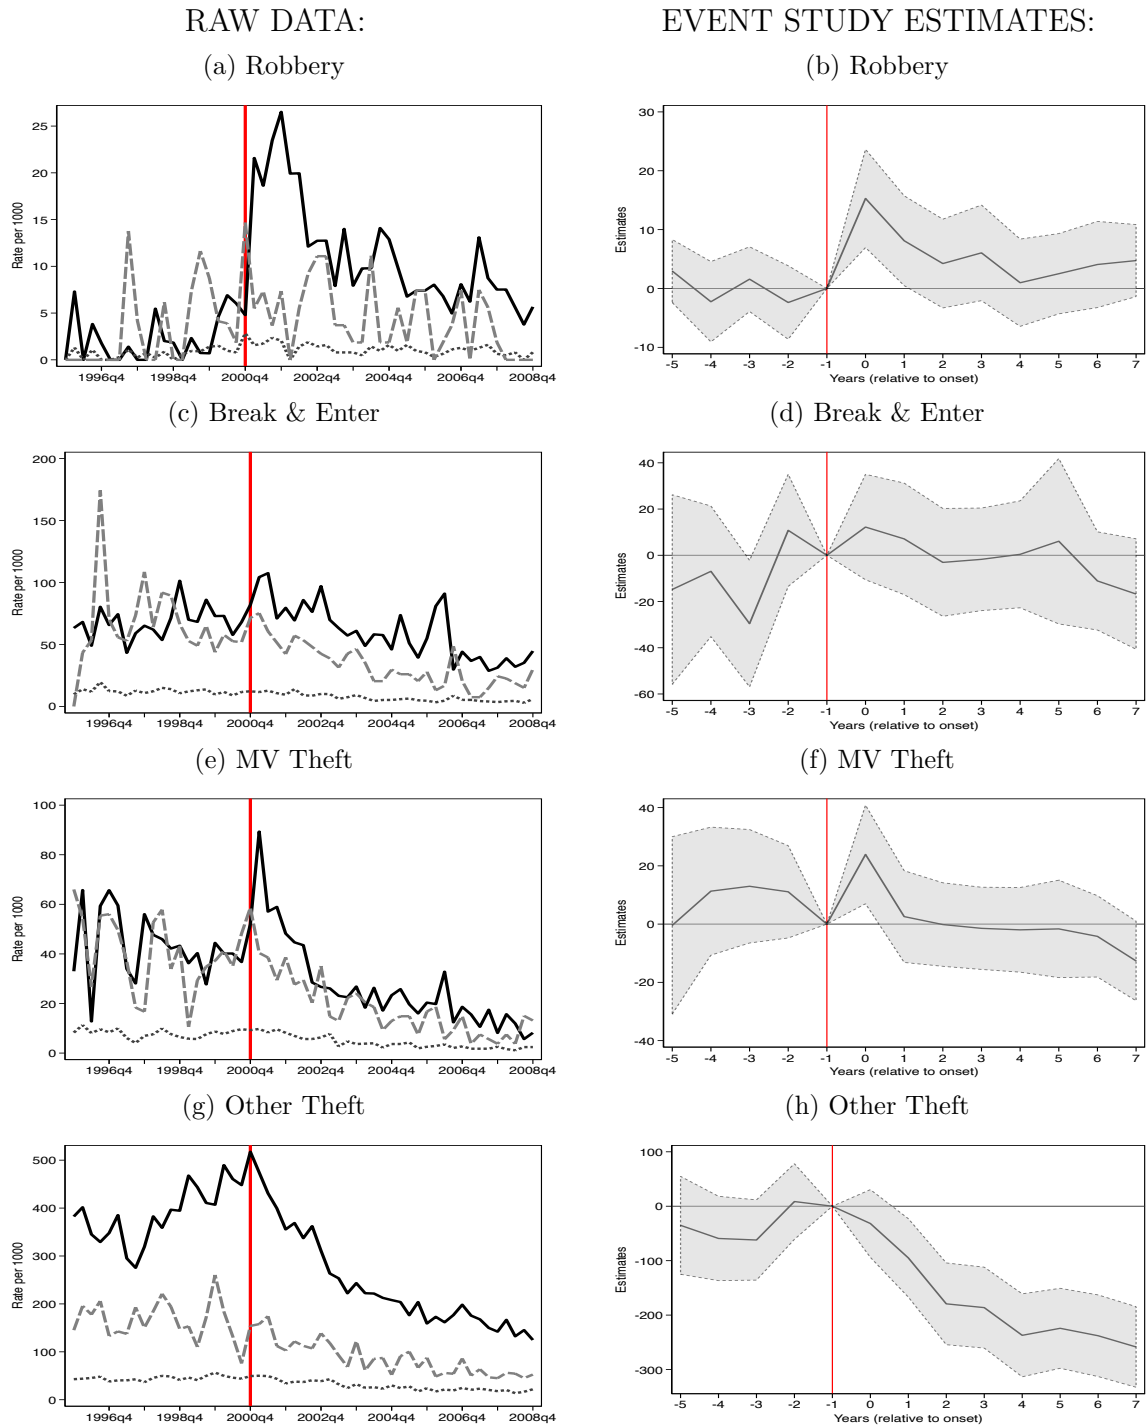 RAW DATA:
EVENT STUDY ESTIMATES:
(a) Robbery
(b) Robbery
Rate per 1000
25
20
15
10
5
0
1996q4 1998q4 2000q4 2002q4 2004q4 2006q4 2008q4
Estimates
30
20
10
0
-10
-5 -4 -3 -2 -1 0 1 2 3 4 5 6 7
Years (relative to onset)
(c) Break & Enter
(d) Break & Enter
Rate per 1000
200
150
100
50
0
1996q4 1998q4 2000q4 2002q4 2004q4 2006q4 2008q4
Estimates
40
20
0
-20
-40
-60
-5 -4 -3 -2 -1 0 1 2 3 4 5 6 7
Years (relative to onset)
(e) MV Theft
(f) MV Theft
Rate per 1000
100
80
60
40
20
0
1996q4 1998q4 2000q4 2002q4 2004q4 2006q4 2008q4
Estimates
40
20
0
-20
-40
-5 -4 -3 -2 -1 0 1 2 3 4 5 6 7
Years (relative to onset)
(g) Other Theft
(h) Other Theft
Rate per 1000
500
400
300
200
100
0
1996q4 1998q4 2000q4 2002q4 2004q4 2006q4 2008q4
Estimates
100
0
-100
-200
-300
-5 -4 -3 -2 -1 0 1 2 3 4 5 6 7
Years (relative to onset)